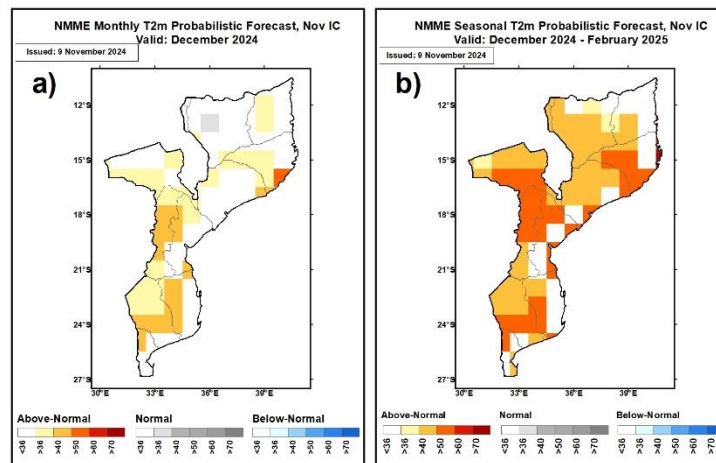 NMME Monthly T2m Probabilistic Forecast, Nov IC
Valid: December 2024
Issued: 9 November 2024
a)
12°S
15°S
18°S
21°S
24°S
27°S
30°E
33°E
36°E
39°E
Above-Normal
Normal
Below-Normal
<36
>36
>40
>50
>60
>70
<36
>36
>40
>50
>60
>70
<36
>36
>40
>50
>60
>70
NMME Seasonal T2m Probabilistic Forecast, Nov IC
Valid: December 2024 - February 2025
Issued: 9 November 2024
b)
12°S
15°S
18°S
21°S
24°S
27°S
30°E
33°E
36°E
39°E
Above-Normal
Normal
Below-Normal
<36
>36
>40
>50
>60
>70
<36
>36
>40
>50
>60
>70
<36
>36
>40
>50
>60
>70